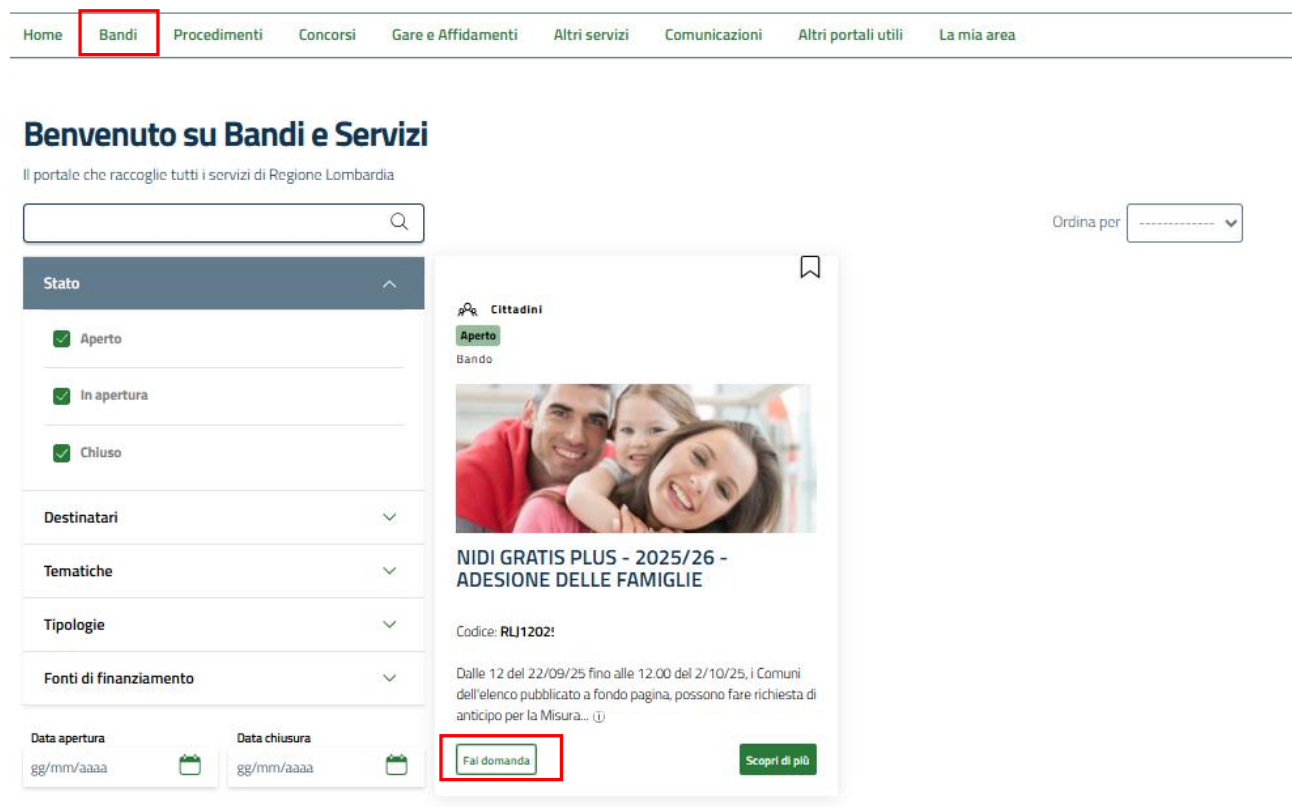 Home Bandi Procedimenti Concorsi Gare e Affidamenti Altri servizi Comunicazioni Altri portali utili La mia area
Benvenuto su Bandi e Servizi
Il portale che raccoglie tutti i servizi di Regione Lombardia
Ordina per -------------
Stato
Aperto
In apertura
Chiuso
Destinatari
Tematiche
Tipologie
Fonti di finanziamento
Data apertura Data chiusura
gg/mm/aaaa gg/mm/aaaa
Cittadini
Aperto
Bando
NIDI GRATIS PLUS - 2025/26 -
ADESIONE DELLE FAMIGLIE
Codice:
Dalle 12 del 22/09/25 fino alle 12.00 del 2/10/25, i Comuni
dell'elenco pubblicato a fondo pagina, possono fare richiesta di
anticipo per la Misura...
Fai domanda Scopri di più